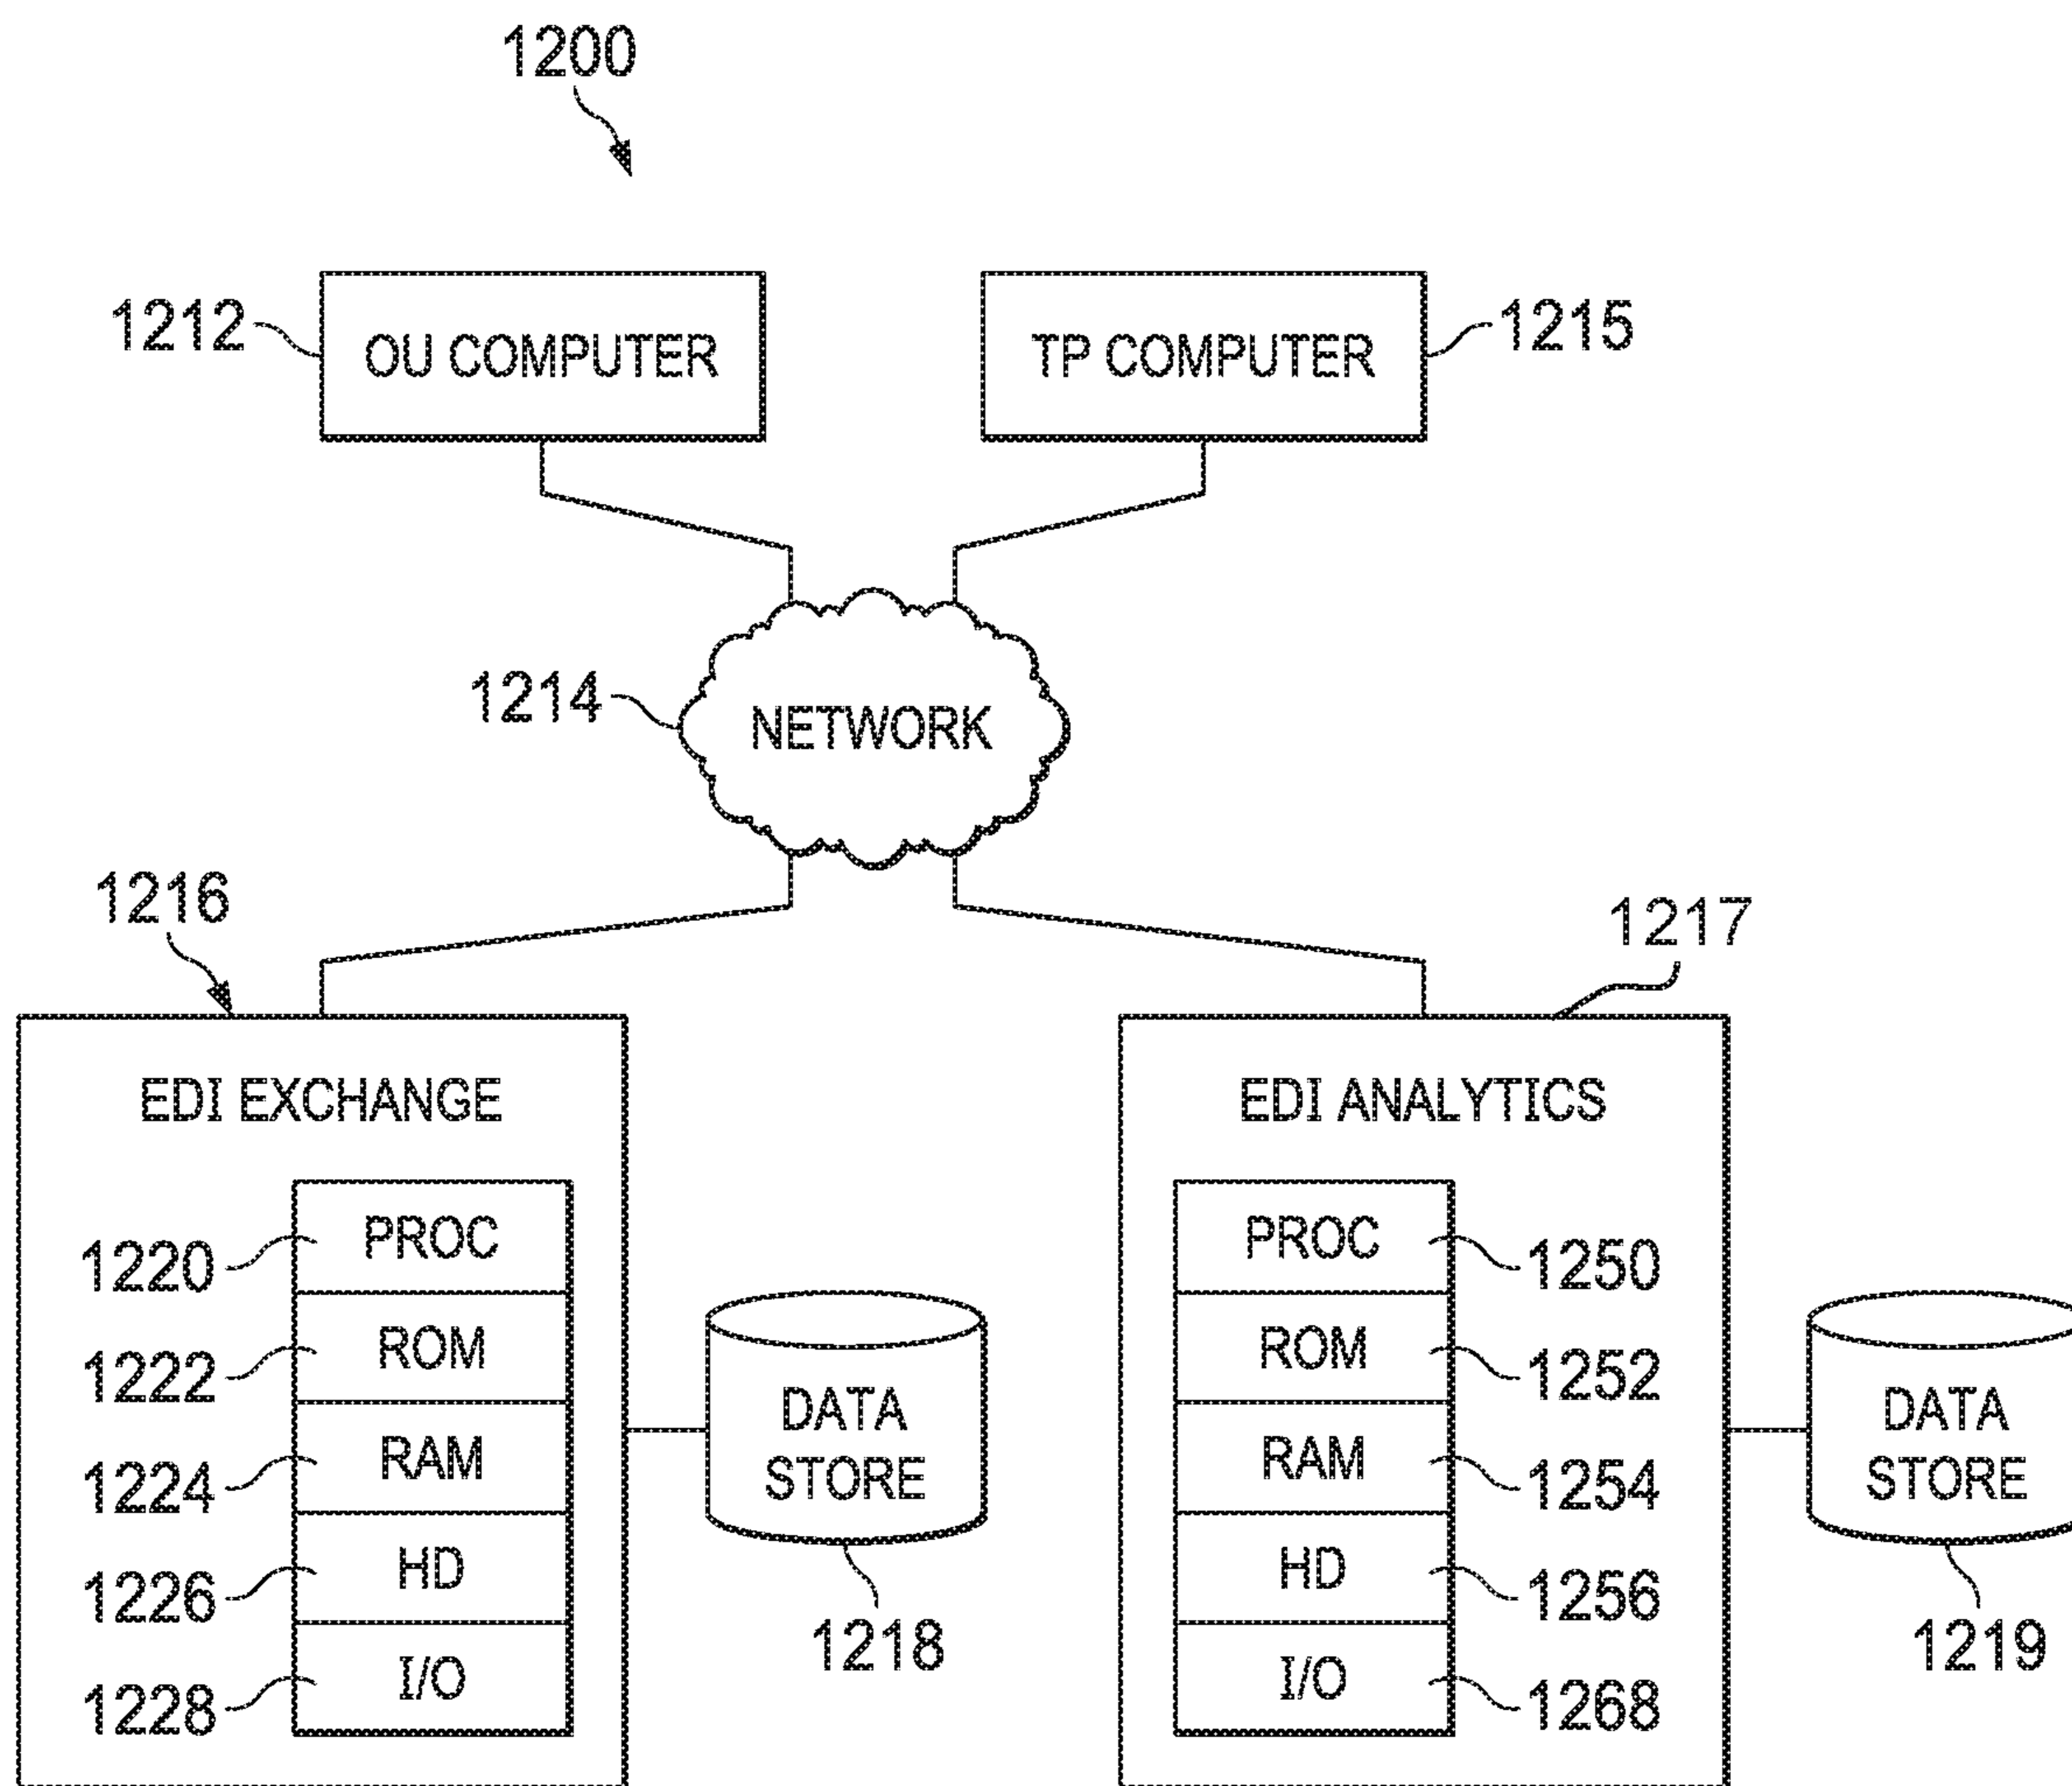 1200
1212 OU COMPUTER TP COMPUTER 1215
1214 NETWORK
1216 1217
EDI EXCHANGE EDI ANALYTICS
1220 PROC PROC 1250
1222 ROM ROM 1252
DATA DATA
1224 RAM STORE RAM 1254 STORE
1226 HD HD 1256
1218 1219
1228 I/O I/O 1268